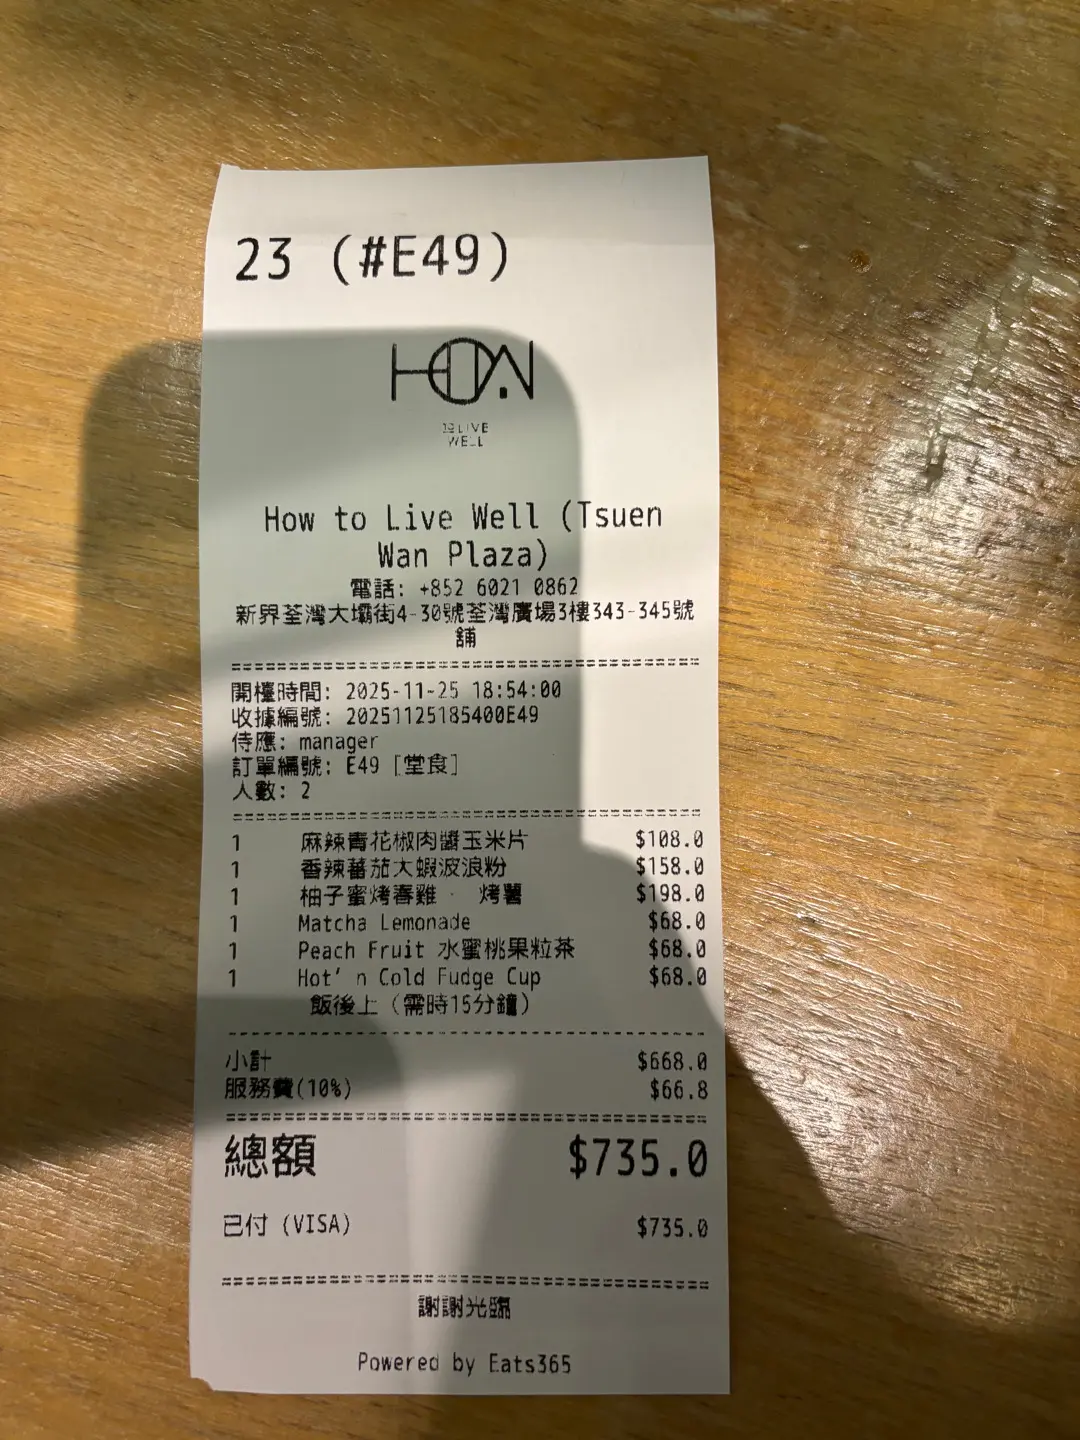 23 (#E49)
HOW
TO LIVE
WELL
How to Live Well (Tsuen
Wan Plaza)
電話: +852 6021 0862
新界荃灣大壩街4-30號荃灣廣場3樓343-345號
舖
開檯時間: 2025-11-25 18:54:00
收據編號: 20251125185400E49
侍應: manager
訂單編號: E49 [堂食]
人數: 2
1 麻辣青花椒肉醬玉米片 $108.0
1 香辣蕃茄大蝦波浪粉 $158.0
1 柚子蜜烤春雞 · 烤薯 $198.0
1 Matcha Lemonade $68.0
1 Peach Fruit 水蜜桃果粒茶 $68.0
1 Hot’n Cold Fudge Cup $68.0
飯後上（需時15分鐘）
小計 $668.0
服務費(10%) $66.8
總額 $735.0
已付 (VISA) $735.0
謝謝光臨
Powered by Eats365